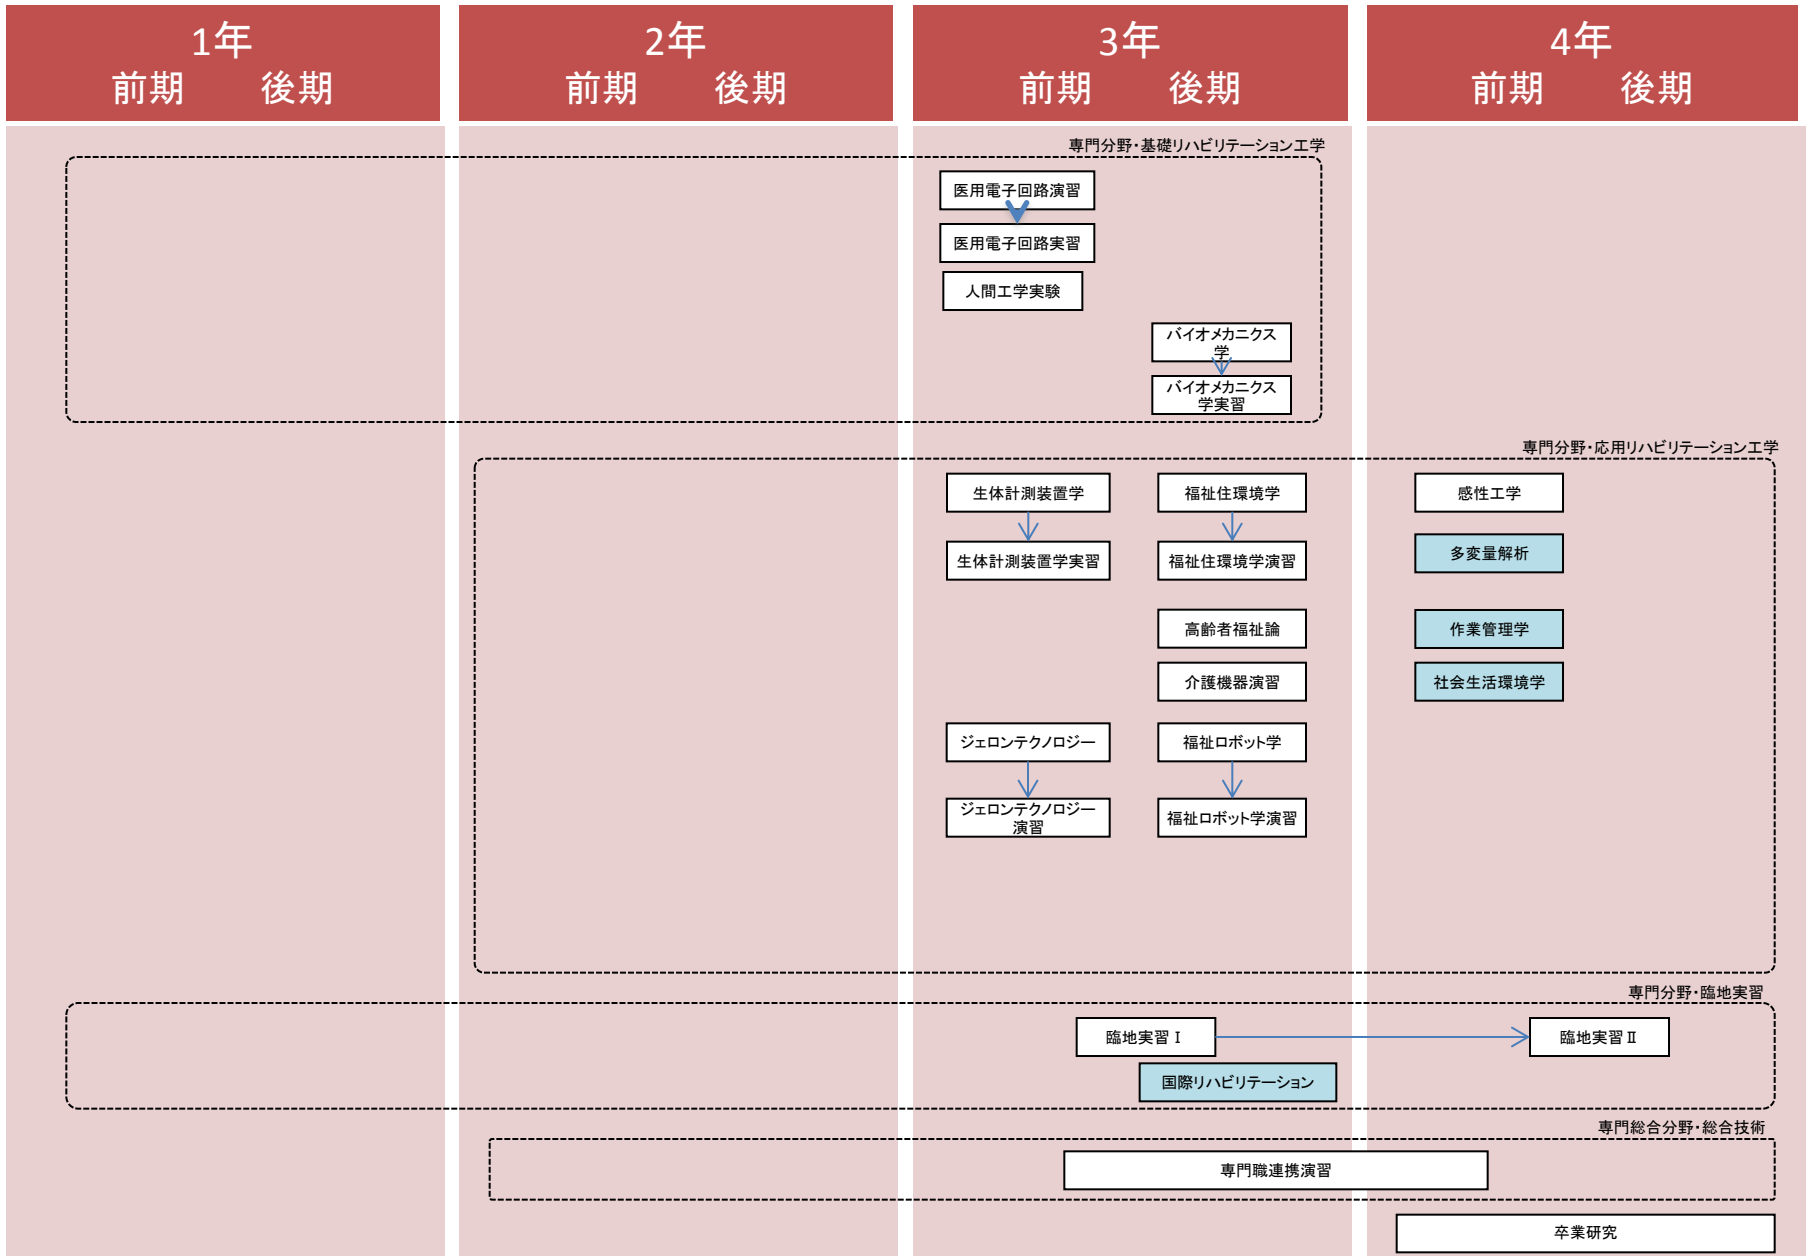 1年
前期 後期
2年
前期 後期
3年
前期 後期
4年
前期 後期
専門分野・基礎リハビリテーション工学
医用電子回路演習
医用電子回路実習
人間工学実験
バイオメカニクス
学
バイオメカニクス
学実習
専門分野・応用リハビリテーション工学
生体計測装置学
福祉住環境学
感性工学
生体計測装置学実習
福祉住環境学演習
多変量解析
高齢者福祉論
作業管理学
介護機器演習
社会生活環境学
ジェロンテクノロジー
福祉ロボット学
ジェロンテクノロジー
演習
福祉ロボット学演習
専門分野・臨地実習
臨地実習Ⅰ
臨地実習Ⅱ
国際リハビリテーション
専門総合分野・総合技術
専門職連携演習
卒業研究